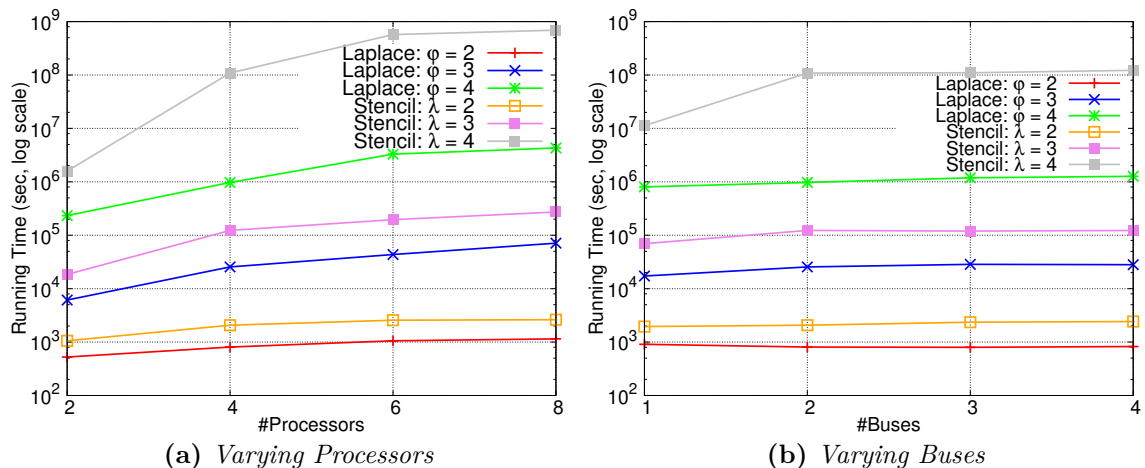 10^9
10^8
10^7
10^6
10^5
10^4
10^3
10^2
Running Time (sec, log scale)
Laplace: φ = 2
Laplace: φ = 3
Laplace: φ = 4
Stencil: λ = 2
Stencil: λ = 3
Stencil: λ = 4
2 4 6 8
#Processors
(a) Varying Processors
10^9
10^8
10^7
10^6
10^5
10^4
10^3
10^2
Running Time (sec, log scale)
Laplace: φ = 2
Laplace: φ = 3
Laplace: φ = 4
Stencil: λ = 2
Stencil: λ = 3
Stencil: λ = 4
1 2 3 4
#Buses
(b) Varying Buses